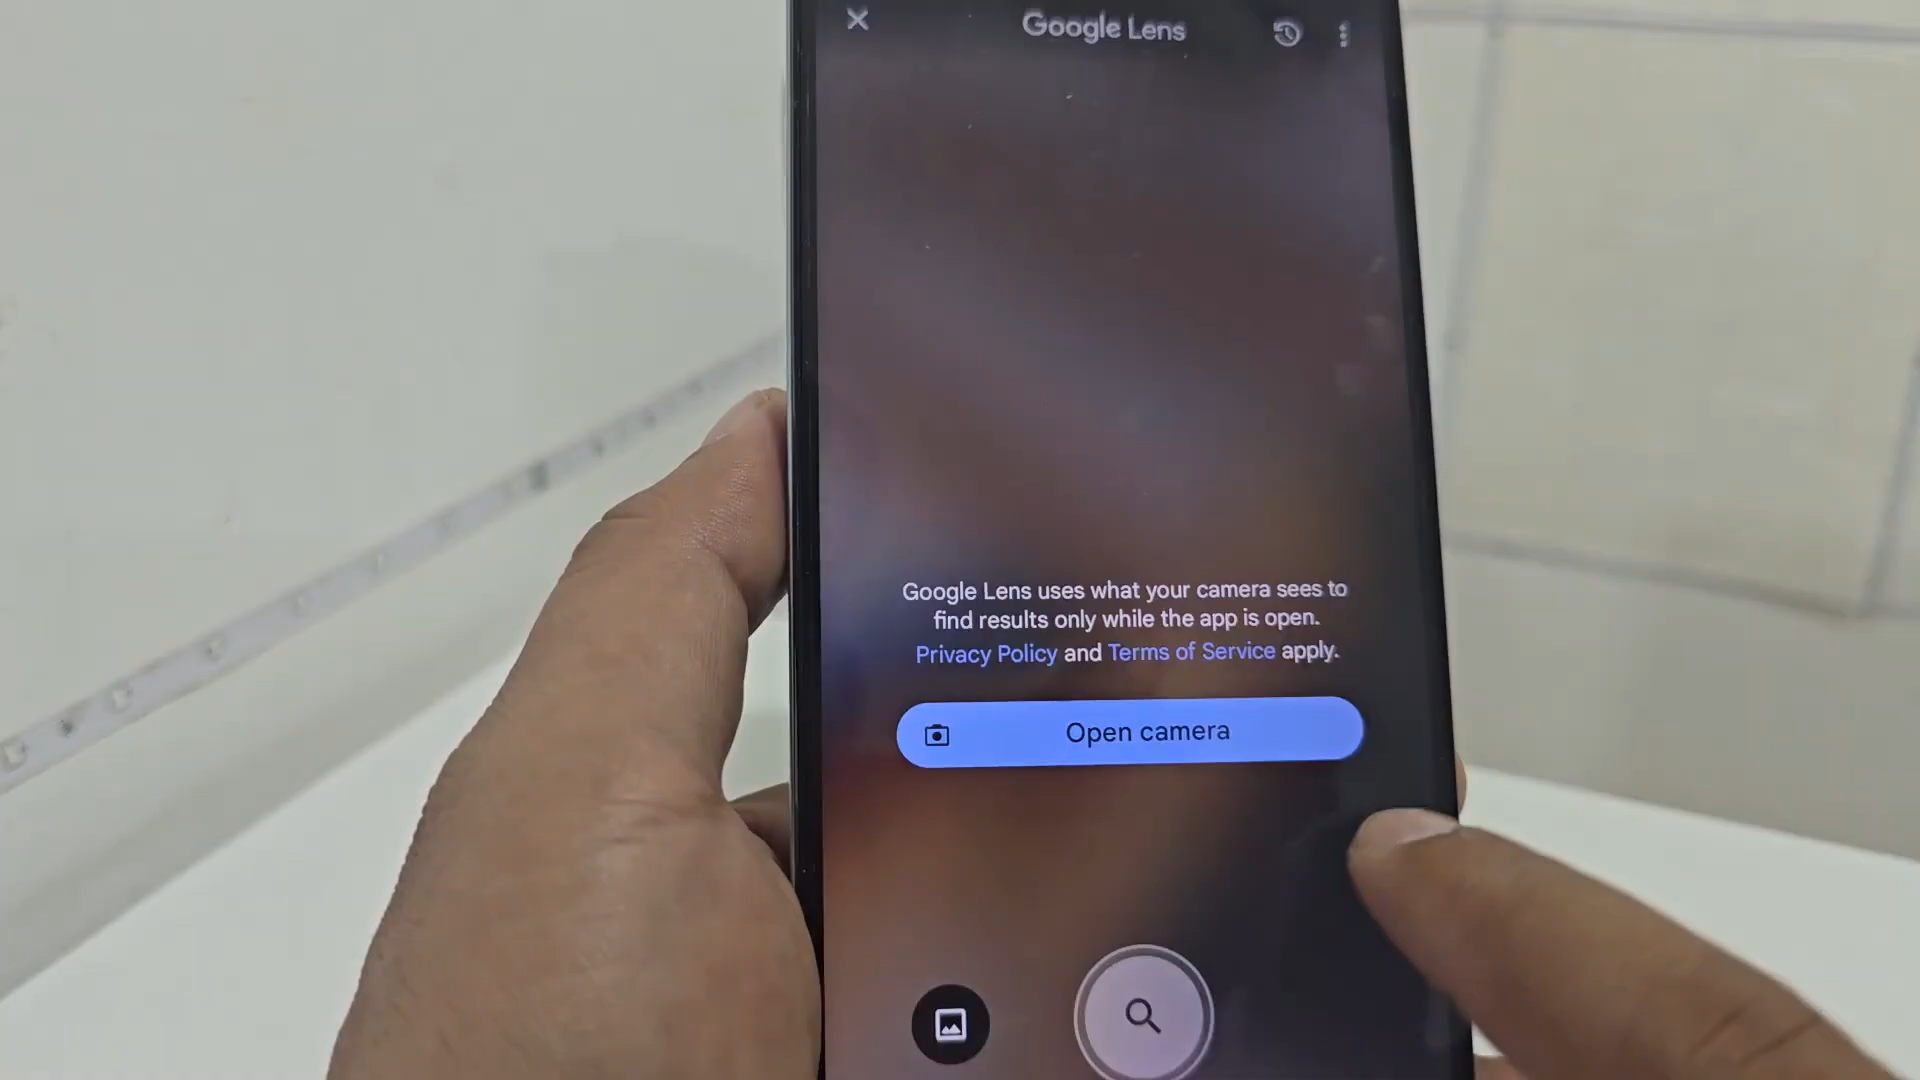 Google Lens
Google Lens uses what your camera sees to
find results only while the app is open.
Privacy Policy and Terms of Service apply.
Open camera